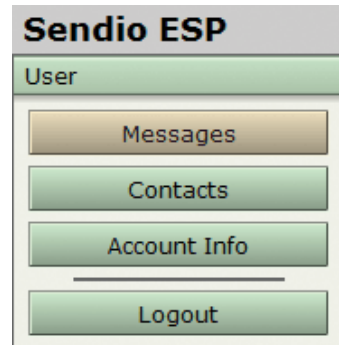 Sendio ESP
User
Messages
Contacts
Account Info
Logout